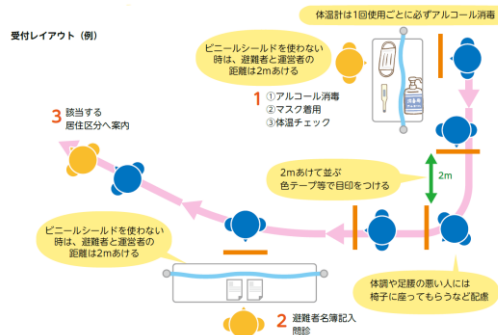 体温計は1回使用ごとに必ずアルコール消毒
受付レイアウト（例）
ビニールシールドを使わない
時は、避難者と運営者の
距離は2mあける
1 ①アルコール消毒
②マスク着用
③体温チェック
3 該当する
居住区分へ案内
2mあけて並ぶ
色テープ等で目印をつける
2m
ビニールシールドを使わない
時は、避難者と運営者の
距離は2mあける
体調や足腰の悪い人には
椅子に座ってもらうなど配慮
2 避難者名簿記入
問診